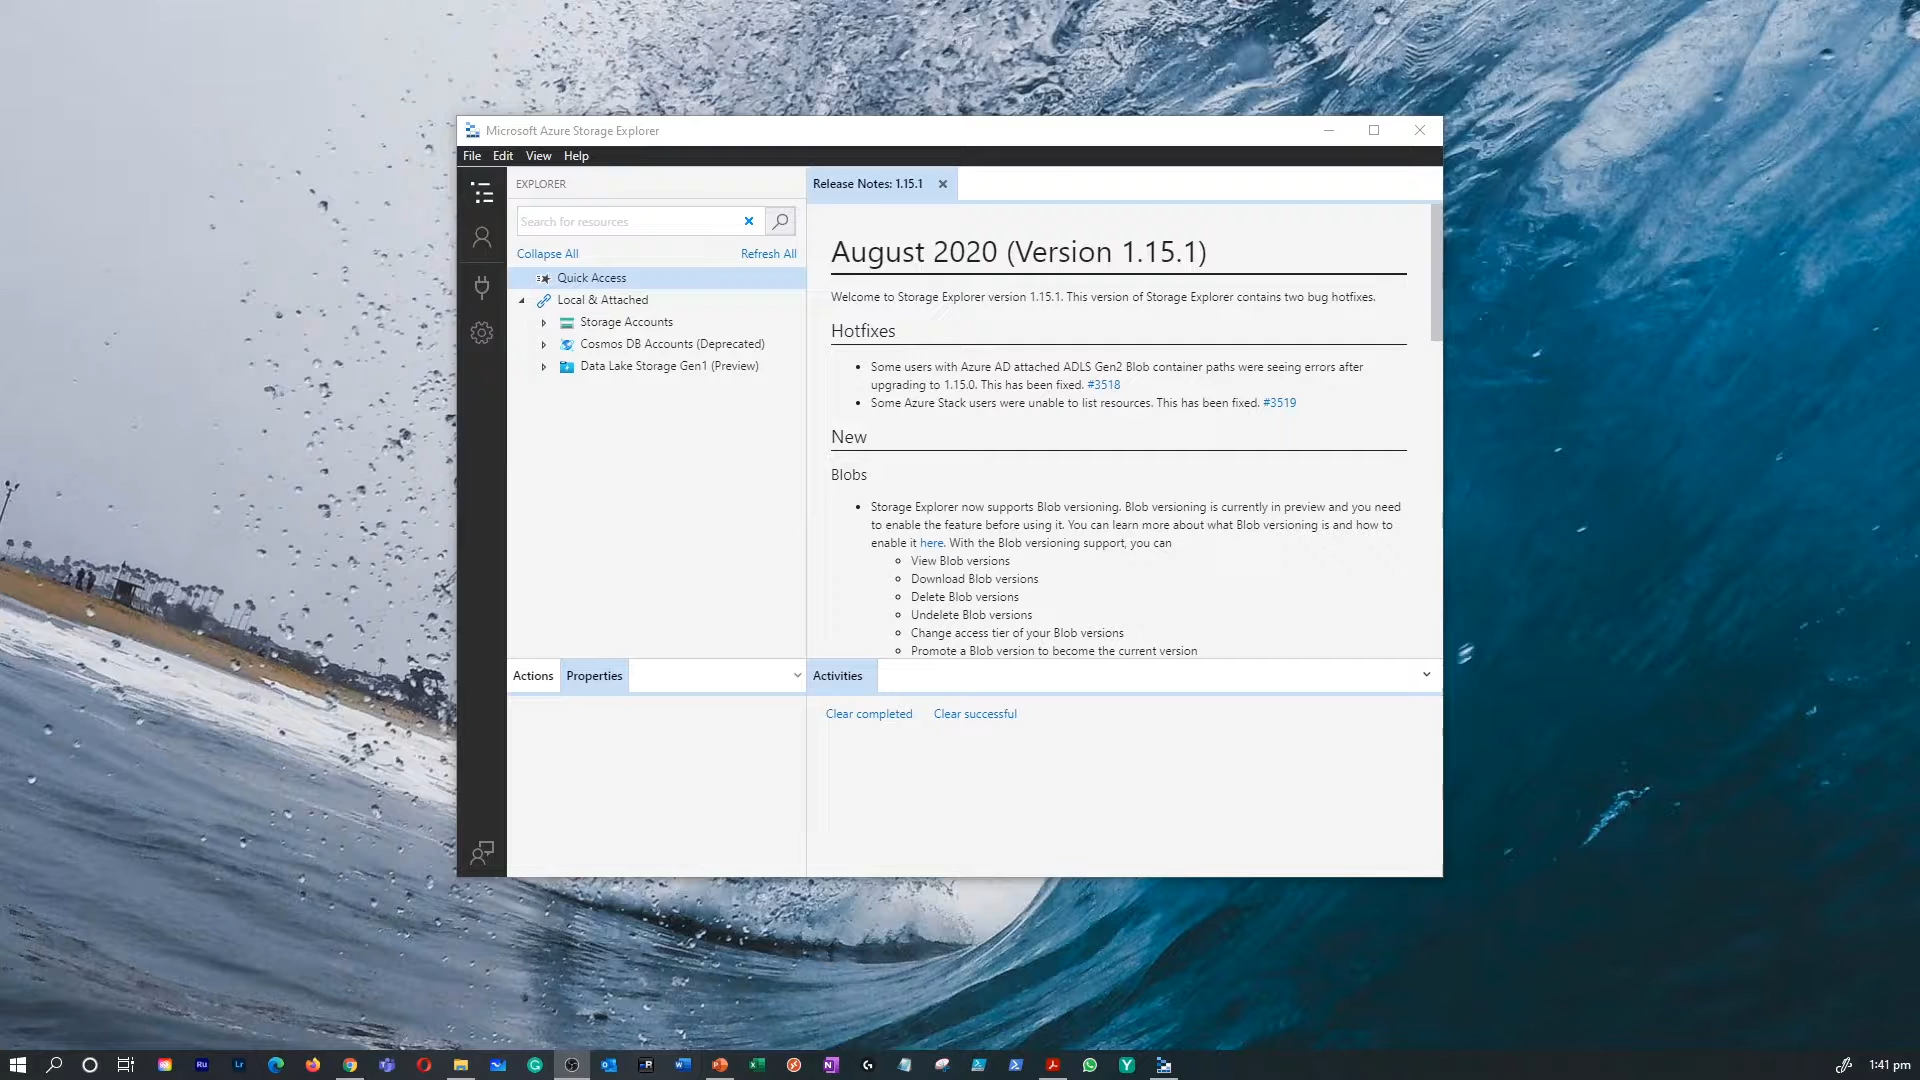 Microsoft Azure Storage Explorer
File Edit View Help
EXPLORER
Search for resources
Collapse All Refresh All
Quick Access
Local & Attached
Storage Accounts
Cosmos DB Accounts (Deprecated)
Data Lake Storage Gen1 (Preview)
Release Notes: 1.15.1
August 2020 (Version 1.15.1)
Welcome to Storage Explorer version 1.15.1. This version of Storage Explorer contains two bug hotfixes.
Hotfixes
Some users with Azure AD attached ADLS Gen2 Blob container paths were seeing errors after
upgrading to 1.15.0. This has been fixed. #3518
Some Azure Stack users were unable to list resources. This has been fixed. #3519
New
Blobs
Storage Explorer now supports Blob versioning. Blob versioning is currently in preview and you need
to enable the feature before using it. You can learn more about what Blob versioning is and how to
enable it here. With the Blob versioning support, you can
View Blob versions
Download Blob versions
Delete Blob versions
Undelete Blob versions
Change access tier of your Blob versions
Promote a Blob version to become the current version
Actions Properties
Activities
Clear completed Clear successful
Ru Lr
1:41 pm